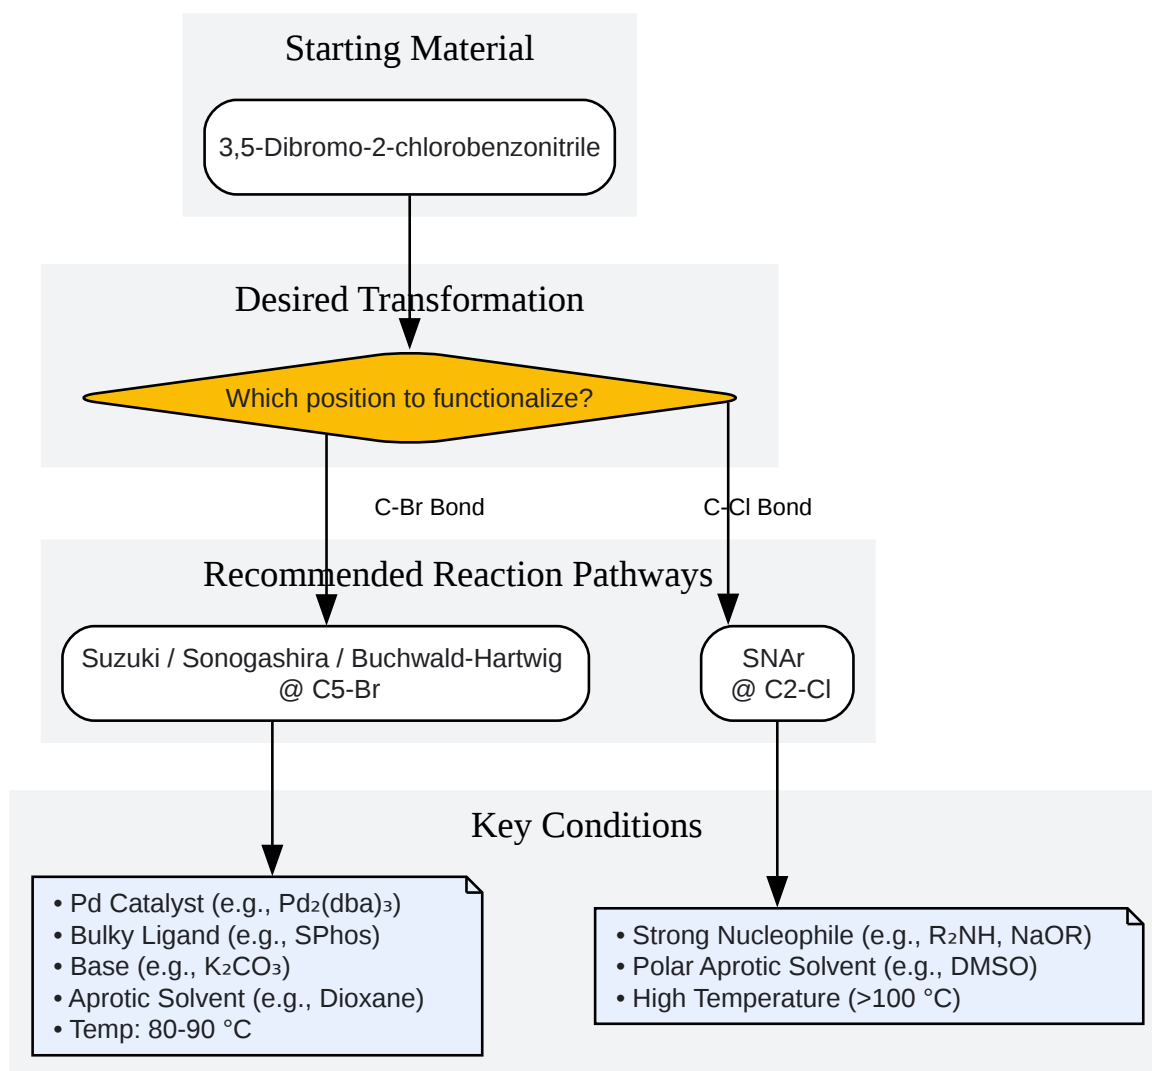 Starting Material
3,5-Dibromo-2-chlorobenzonitrile
Desired Transformation
Which position to functionalize?
C-Br Bond
C-Cl Bond
Recommended Reaction Pathways
Suzuki / Sonogashira / Buchwald-Hartwig
@ C5-Br
SNAr
@ C2-Cl
Key Conditions
• Pd Catalyst (e.g., Pd₂(dba)₃)
• Bulky Ligand (e.g., SPhos)
• Base (e.g., K₂CO₃)
• Aprotic Solvent (e.g., Dioxane)
• Temp: 80-90 °C
• Strong Nucleophile (e.g., R₂NH, NaOR)
• Polar Aprotic Solvent (e.g., DMSO)
• High Temperature (>100 °C)